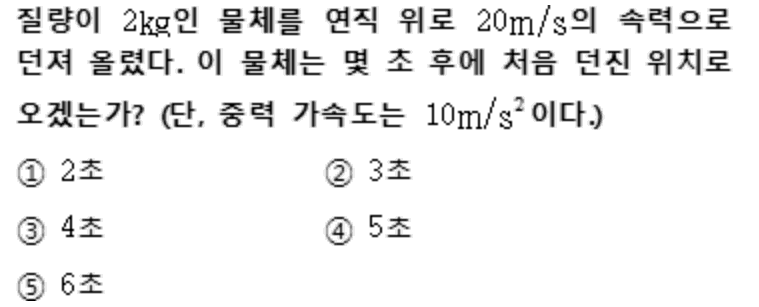 질량이 2kg인 물체를 연직 위로 20m/s의 속력으로
던져 올렸다. 이 물체는 몇 초 후에 처음 던진 위치로
오겠는가? (단, 중력 가속도는 10m/s²이다.)
① 2초 ② 3초
③ 4초 ④ 5초
⑤ 6초